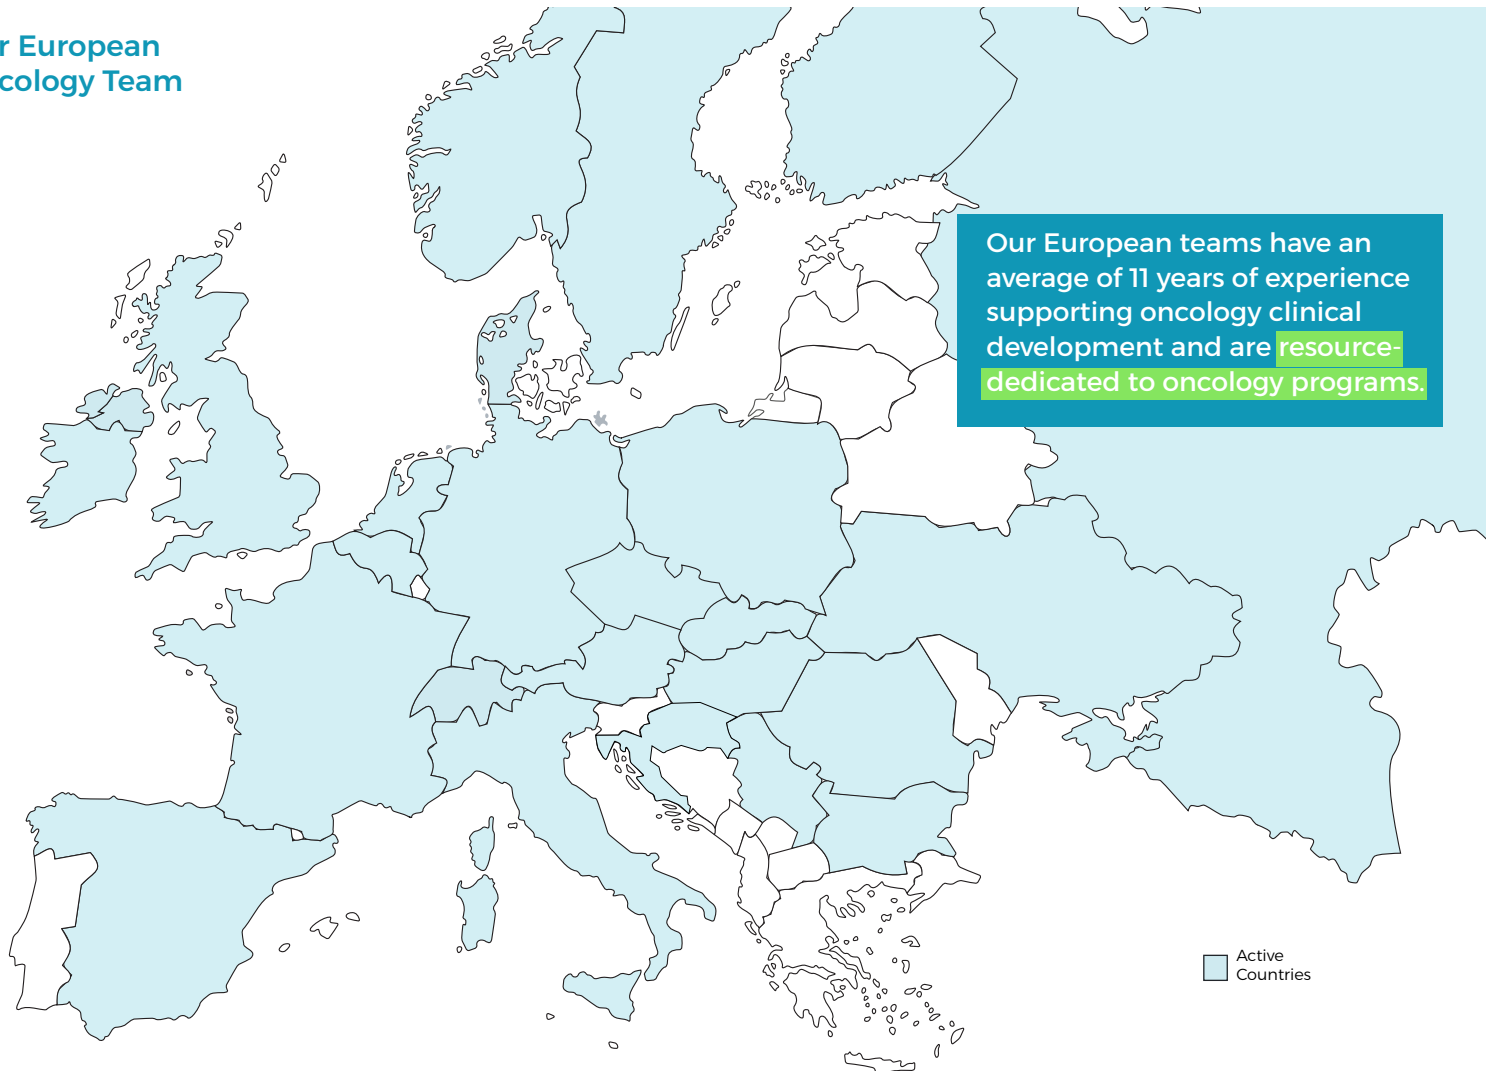 r European
cology Team
Our European teams have an
average of 11 years of experience
supporting oncology clinical
development and are resource-
dedicated to oncology programs.
Active
Countries